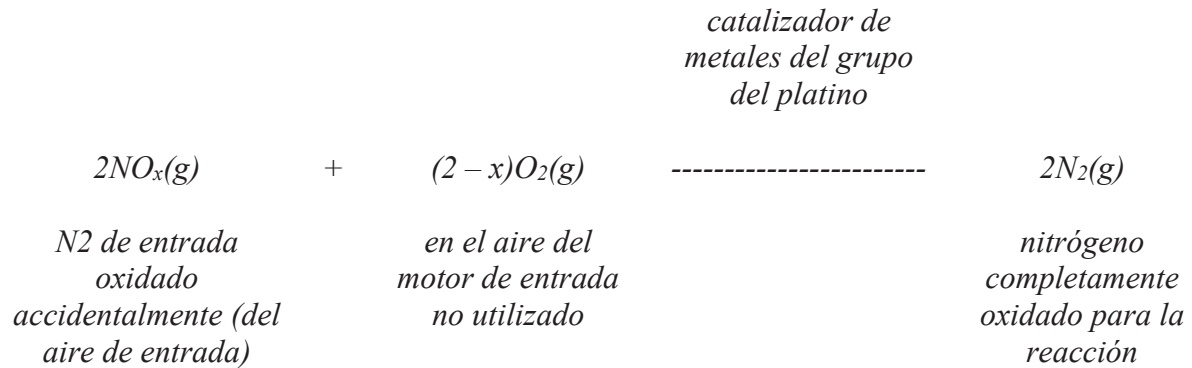 catalizador de
metales del grupo
del platino
2NOx(g) + (2 – x)O2(g) ------------------------ 2N2(g)
N2 de entrada
oxidado
accidentalmente (del
aire de entrada)
en el aire del
motor de entrada
no utilizado
nitrógeno
completamente
oxidado para la
reacción